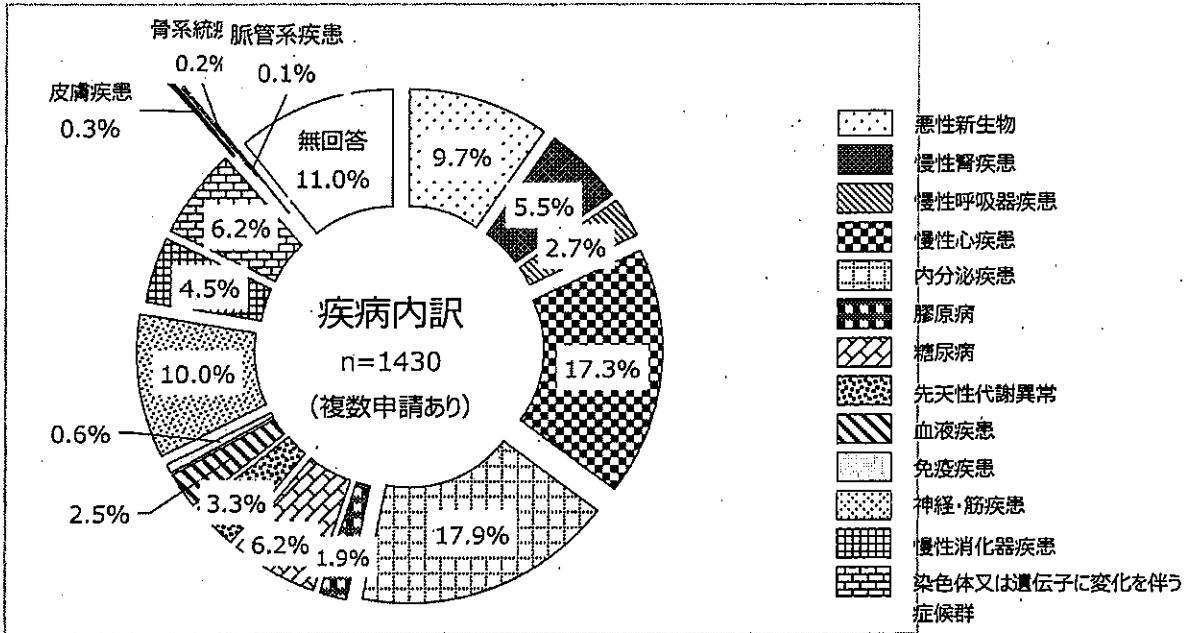 骨系統
脈管系疾患
0.2%
0.1%
皮膚疾患
0.3%
無回答
11.0%
9.7%
5.5%
2.7%
17.3%
17.9%
1.9%
6.2%
3.3%
2.5%
0.6%
10.0%
4.5%
6.2%
疾病内訳
n=1430
(複数申請あり)
悪性新生物
慢性腎疾患
慢性呼吸器疾患
慢性心疾患
内分泌疾患
膠原病
糖尿病
先天性代謝異常
血液疾患
免疫疾患
神経・筋疾患
慢性消化器疾患
染色体又は遺伝子に変化を伴う
症候群